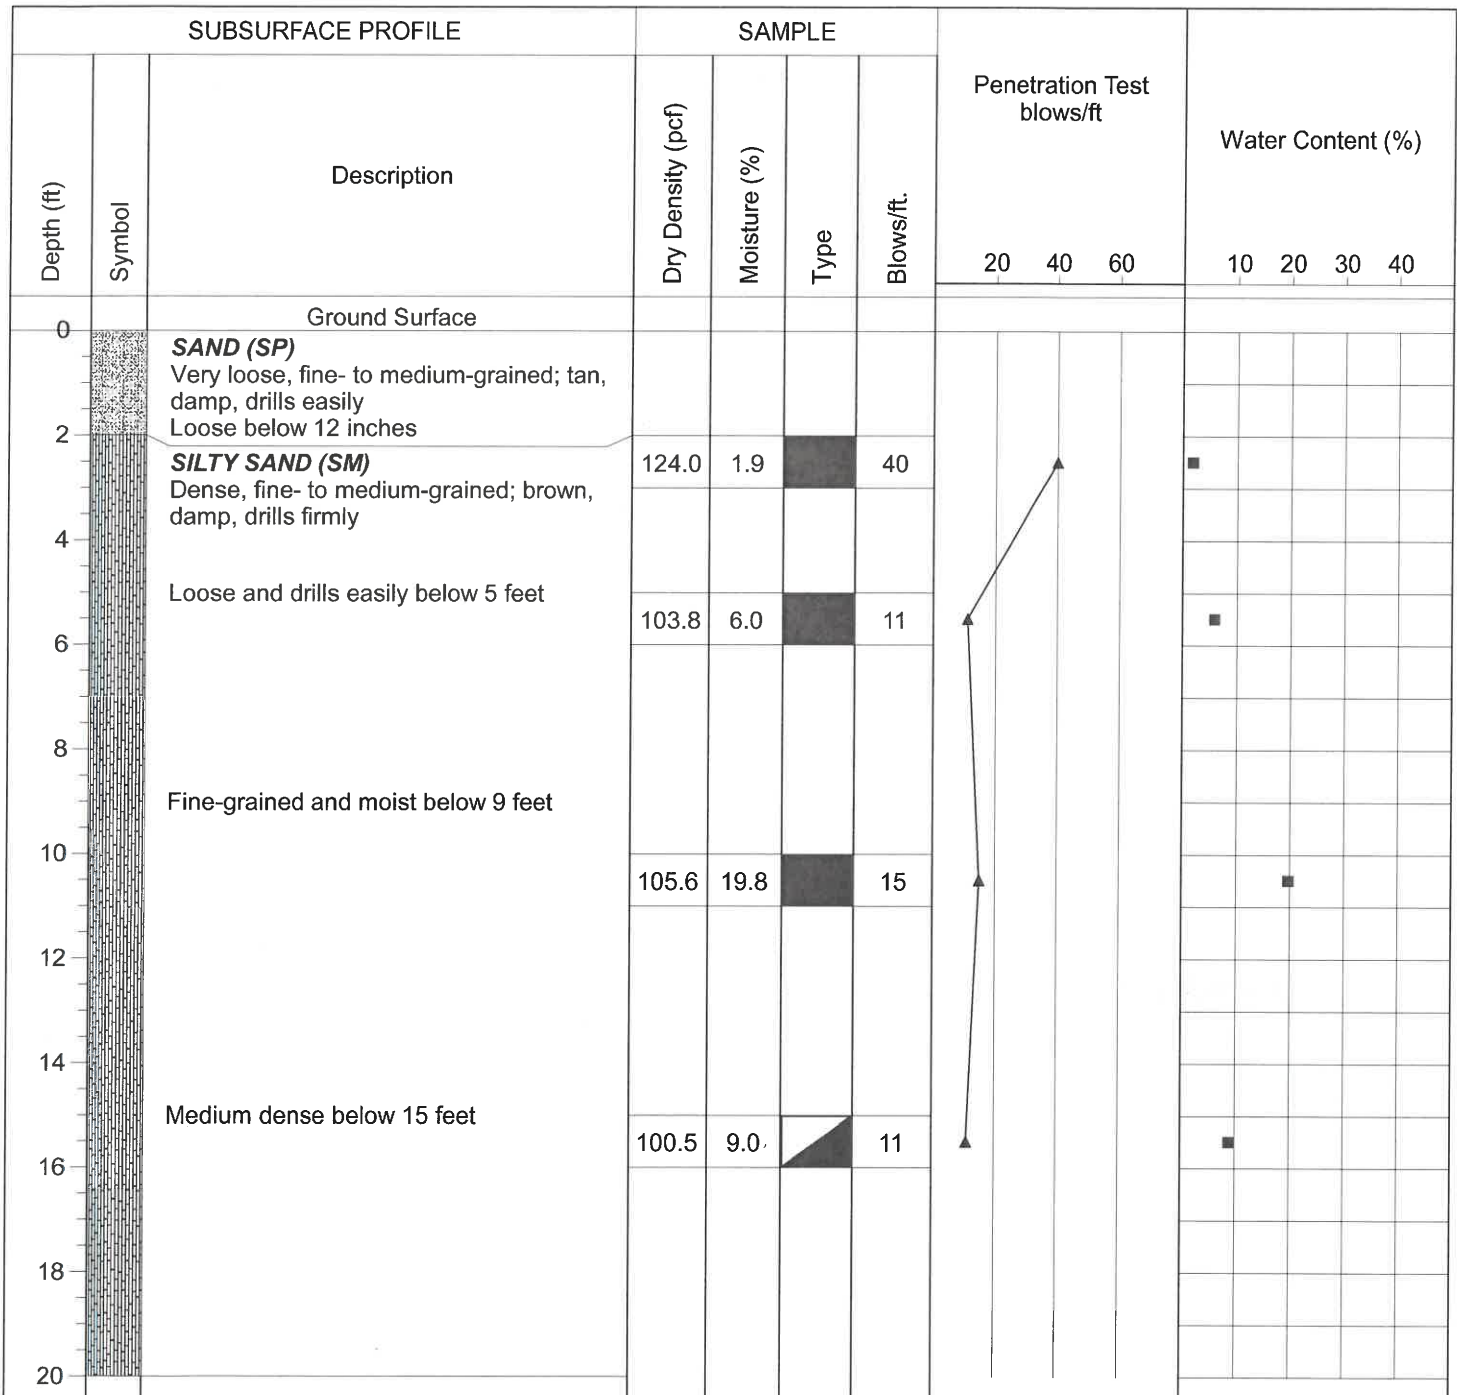 SUBSURFACE PROFILE
SAMPLE
Depth (ft)
Symbol
Description
Dry Density (pcf)
Moisture (%)
Type
Blows/ft.
Penetration Test
blows/ft
20 40 60
Water Content (%)
10 20 30 40
Ground Surface
0
SAND (SP)
Very loose, fine- to medium-grained; tan,
damp, drills easily
Loose below 12 inches
2
SILTY SAND (SM)
124.0 1.9 40
Dense, fine- to medium-grained; brown,
damp, drills firmly
4
Loose and drills easily below 5 feet
103.8 6.0 11
6
8
Fine-grained and moist below 9 feet
10
105.6 19.8 15
12
14
Medium dense below 15 feet
100.5 9.0 11
16
18
20